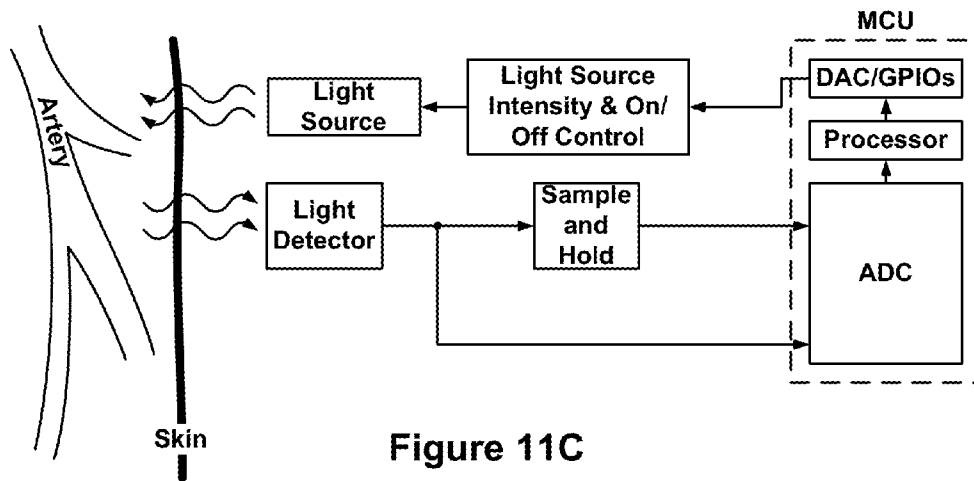 MCU
Light Source
Intensity & On/
Off Control
Light
Source
DAC/GPIOs
Processor
Artery
Light
Detector
Sample
and
Hold
ADC
Skin
Figure 11C